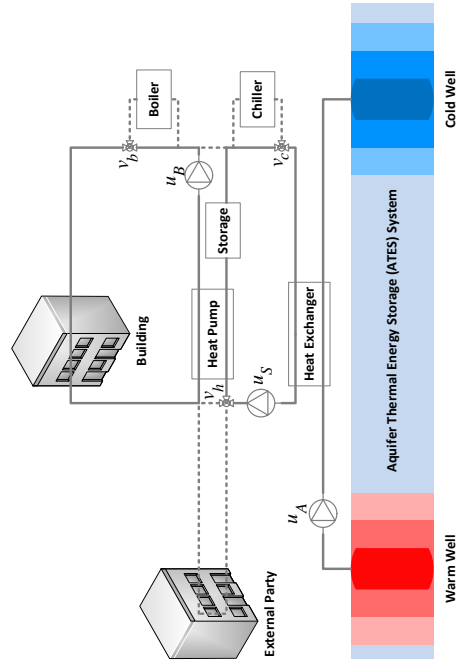 Boiler
Chiller
v_b
v_c
u_B
Storage
Building
Heat Pump
v_h
u_S
Heat Exchanger
External Party
u_A
Aquifer Thermal Energy Storage (ATES) System
Warm Well
Cold Well